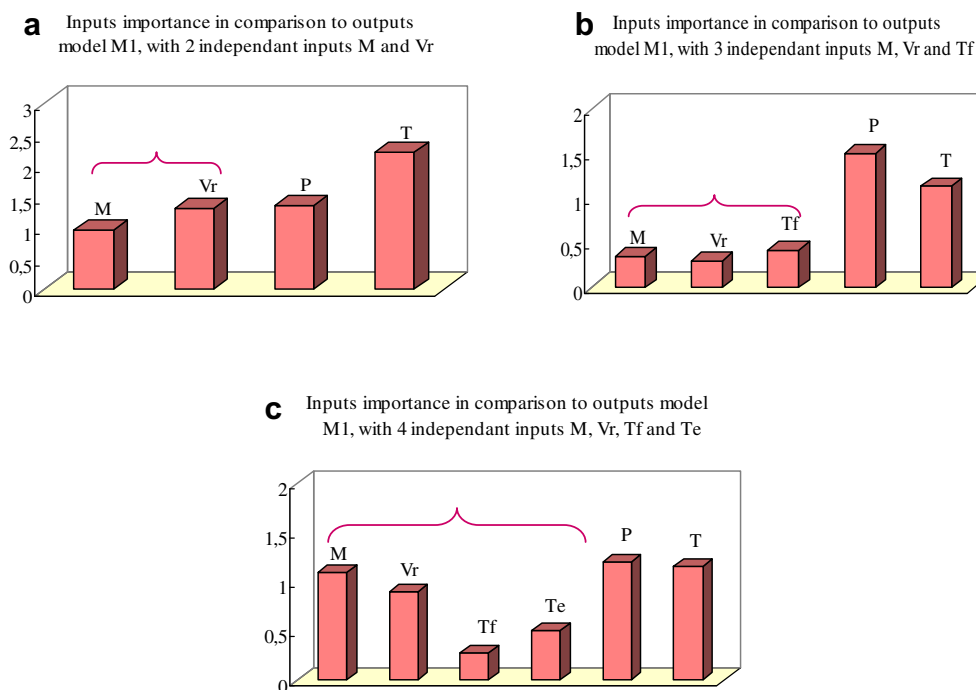 a Inputs importance in comparison to outputs
model M1, with 2 independant inputs M and Vr
3
2,5
2
1,5
1
0,5
0
M
Vr
P
T
b Inputs importance in comparison to outputs
model M1, with 3 independant inputs M, Vr and Tf
2
1,5
1
0,5
0
M
Vr
Tf
P
T
c Inputs importance in comparison to outputs model
M1, with 4 independant inputs M, Vr, Tf and Te
2
1,5
1
0,5
0
M
Vr
Tf
Te
P
T